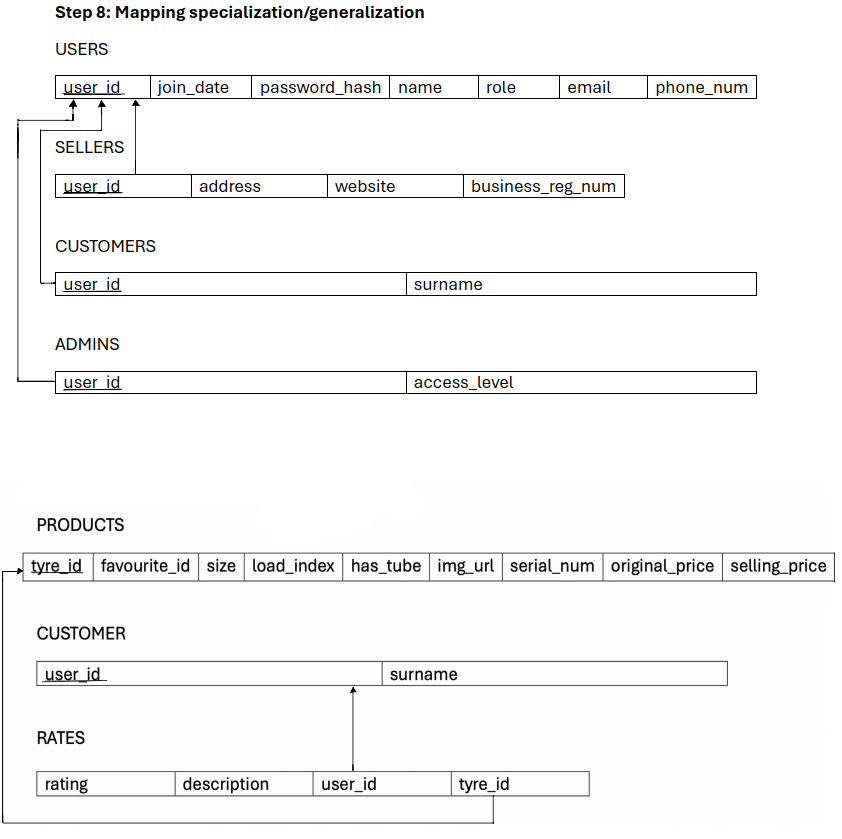 Step 8: Mapping specialization/generalization
USERS
user_id join_date password_hash name role email phone_num
SELLERS
user_id address website business_reg_num
CUSTOMERS
user_id surname
ADMINS
user_id access_level
PRODUCTS
tyre_id favourite_id size load_index has_tube img_url serial_num original_price selling_price
CUSTOMER
user_id surname
RATES
rating description user_id tyre_id